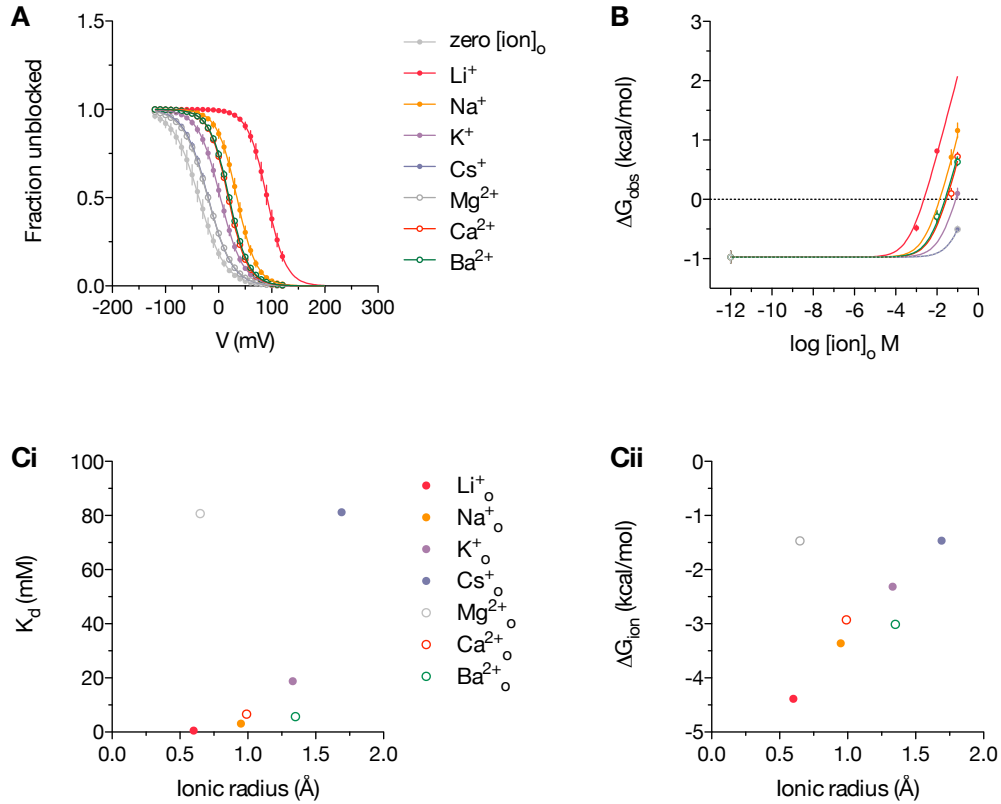 A
1.5
1.0
0.5
0.0
Fraction unblocked
-200
-100
0
100
200
300
V (mV)
zero [ion]ₒ
Li⁺
Na⁺
K⁺
Cs⁺
Mg²⁺
Ca²⁺
Ba²⁺
B
3
2
1
0
-1
ΔG_obs (kcal/mol)
-12
-10
-8
-6
-4
-2
0
log [ion]ₒ M
Ci
100
80
60
40
20
0
K_d (mM)
0.0
0.5
1.0
1.5
2.0
Ionic radius (Å)
Li⁺ₒ
Na⁺ₒ
K⁺ₒ
Cs⁺ₒ
Mg²⁺ₒ
Ca²⁺ₒ
Ba²⁺ₒ
Cii
0
-1
-2
-3
-4
-5
ΔG_ion (kcal/mol)
0.0
0.5
1.0
1.5
2.0
Ionic radius (Å)